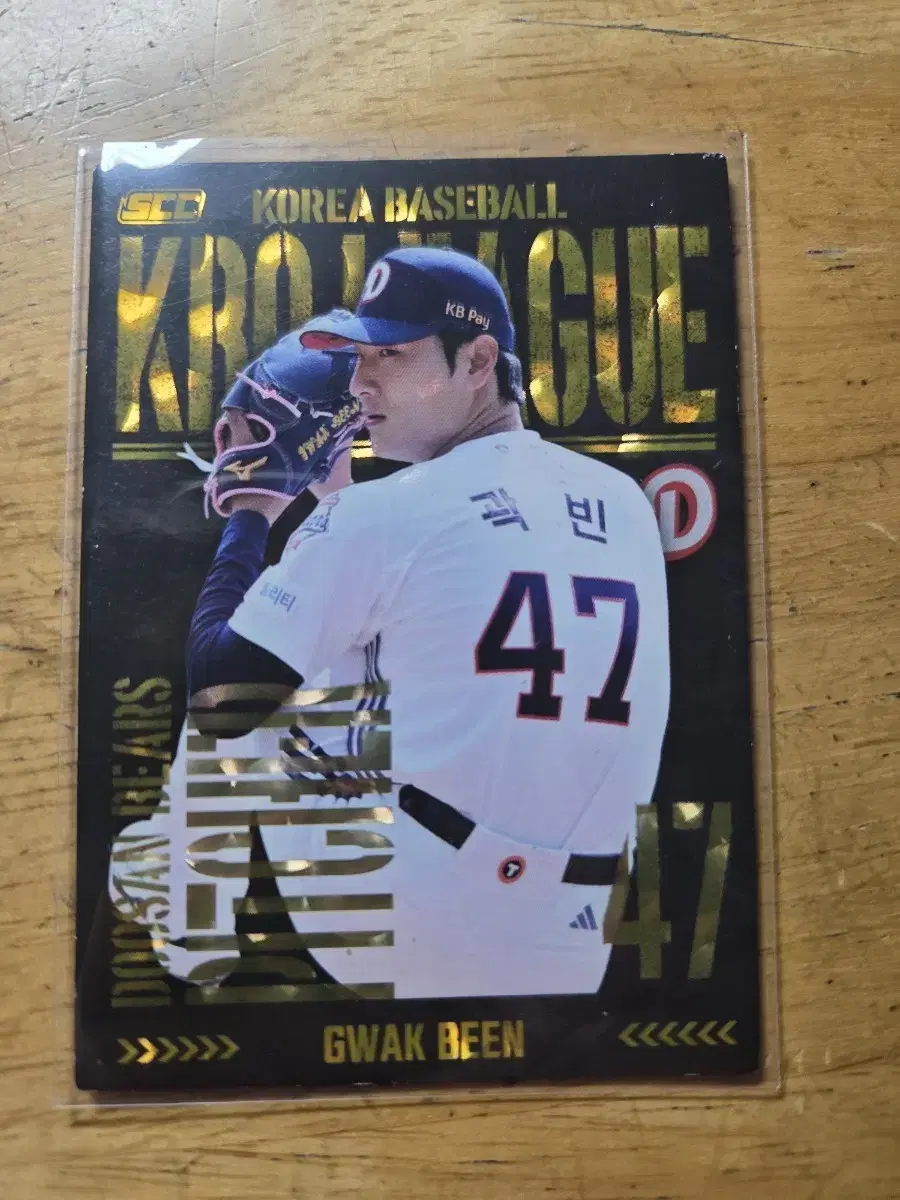 SCC
KOREA BASEBALL
KBO LEAGUE
D
KB Pay
곽 빈
D
47
DOOSAN BEARS
PITCHER
47
GWAK BEEN